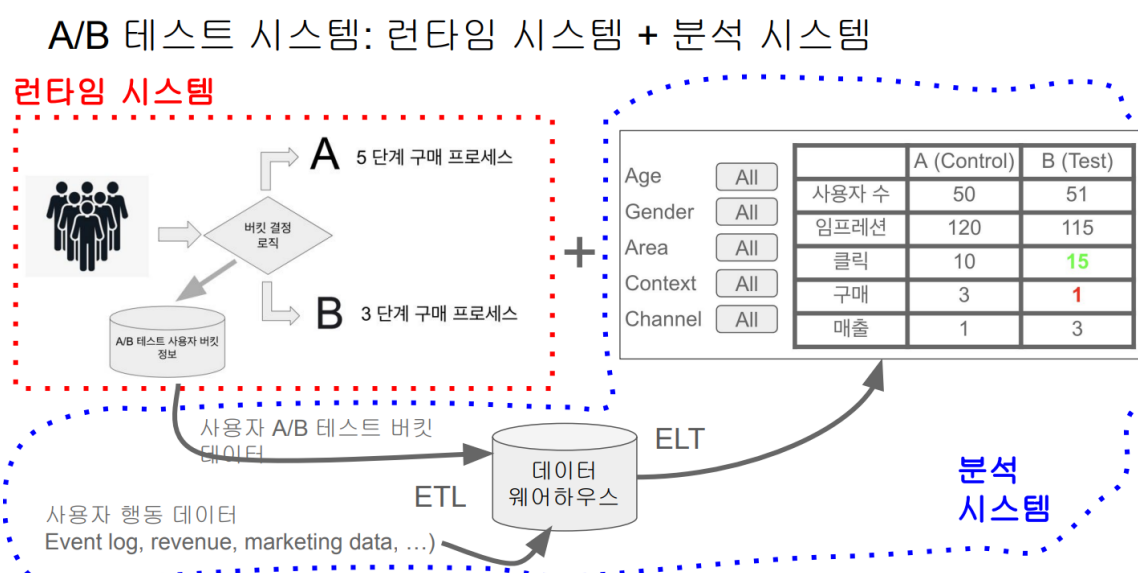 A/B 테스트 시스템: 런타임 시스템 + 분석 시스템
런타임 시스템
A 5 단계 구매 프로세스
버킷 결정
로직
B 3 단계 구매 프로세스
A/B 테스트 사용자 버킷
정보
+
Age All
Gender All
Area All
Context All
Channel All
A (Control) B (Test)
사용자 수 50 51
임프레션 120 115
클릭 10 15
구매 3 1
매출 1 3
사용자 A/B 테스트 버킷
데이터
ETL
데이터
웨어하우스
ELT
분석
시스템
사용자 행동 데이터
Event log, revenue, marketing data, …)